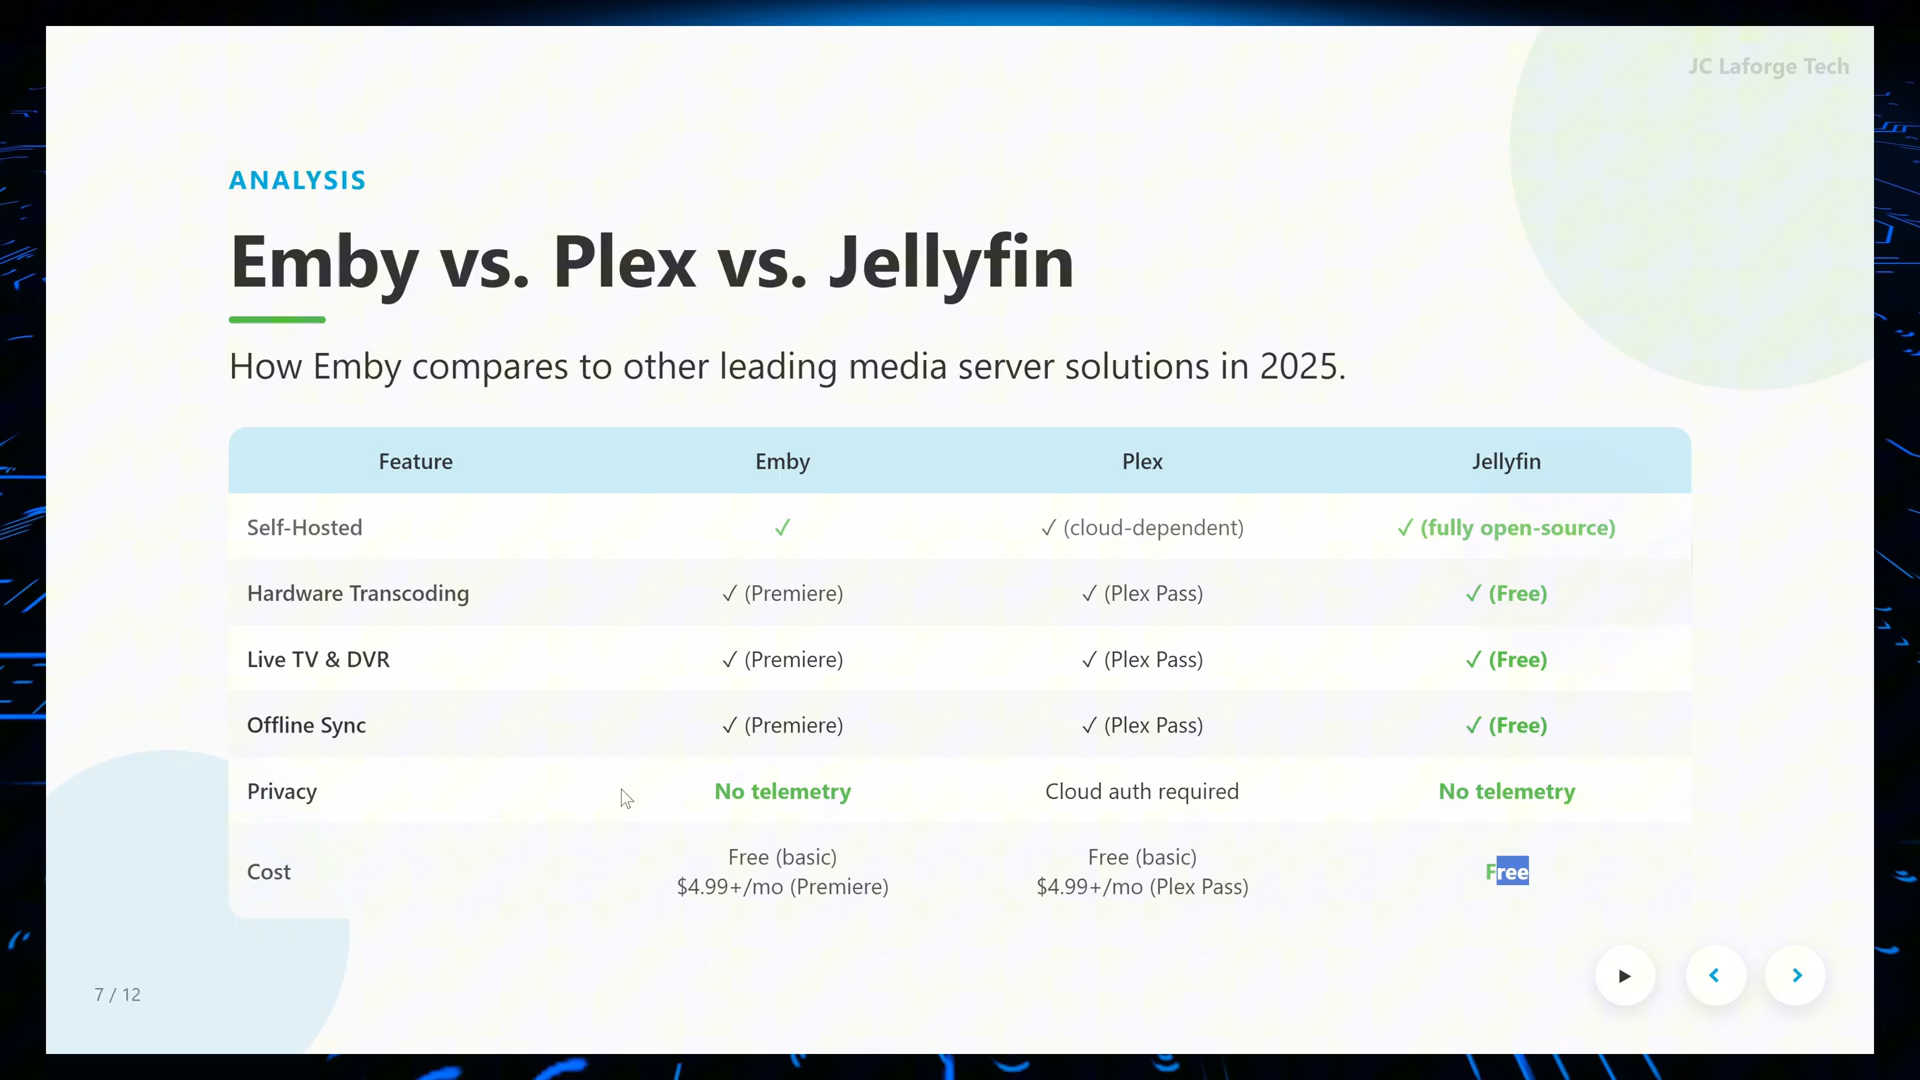 JC Laforge Tech
ANALYSIS
Emby vs. Plex vs. Jellyfin
How Emby compares to other leading media server solutions in 2025.
Feature Emby Plex Jellyfin
Self-Hosted ✓ ✓ (cloud-dependent) ✓ (fully open-source)
Hardware Transcoding ✓ (Premiere) ✓ (Plex Pass) ✓ (Free)
Live TV & DVR ✓ (Premiere) ✓ (Plex Pass) ✓ (Free)
Offline Sync ✓ (Premiere) ✓ (Plex Pass) ✓ (Free)
Privacy No telemetry Cloud auth required No telemetry
Cost Free (basic) Free (basic) Free
$4.99+/mo (Premiere) $4.99+/mo (Plex Pass)
7 / 12